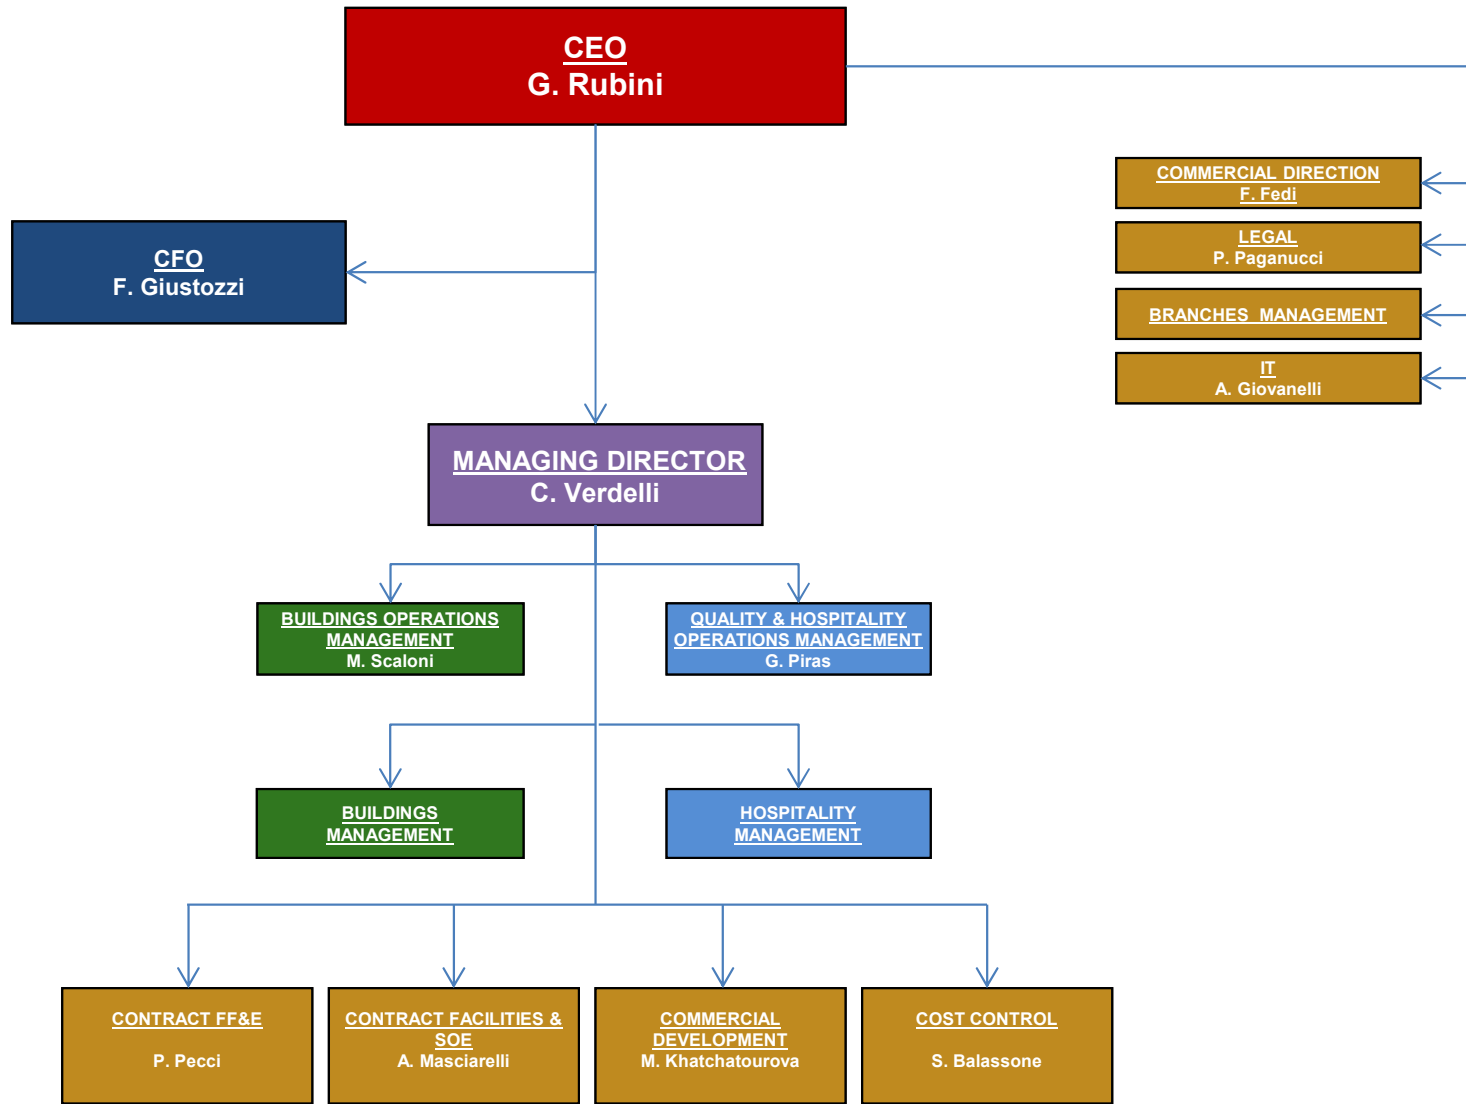 CEO
G. Rubini
COMMERCIAL DIRECTION
F. Fedi
LEGAL
P. Paganucci
BRANCHES  MANAGEMENT
IT
A. Giovanelli
CFO
F. Giustozzi
MANAGING DIRECTOR
C. Verdelli
BUILDINGS OPERATIONS
MANAGEMENT
M. Scaloni
QUALITY & HOSPITALITY
OPERATIONS MANAGEMENT
G. Piras
BUILDINGS
MANAGEMENT
HOSPITALITY
MANAGEMENT
CONTRACT FF&E
P. Pecci
CONTRACT FACILITIES &
SOE
A. Masciarelli
COMMERCIAL
DEVELOPMENT
M. Khatchatourova
COST CONTROL
S. Balassone